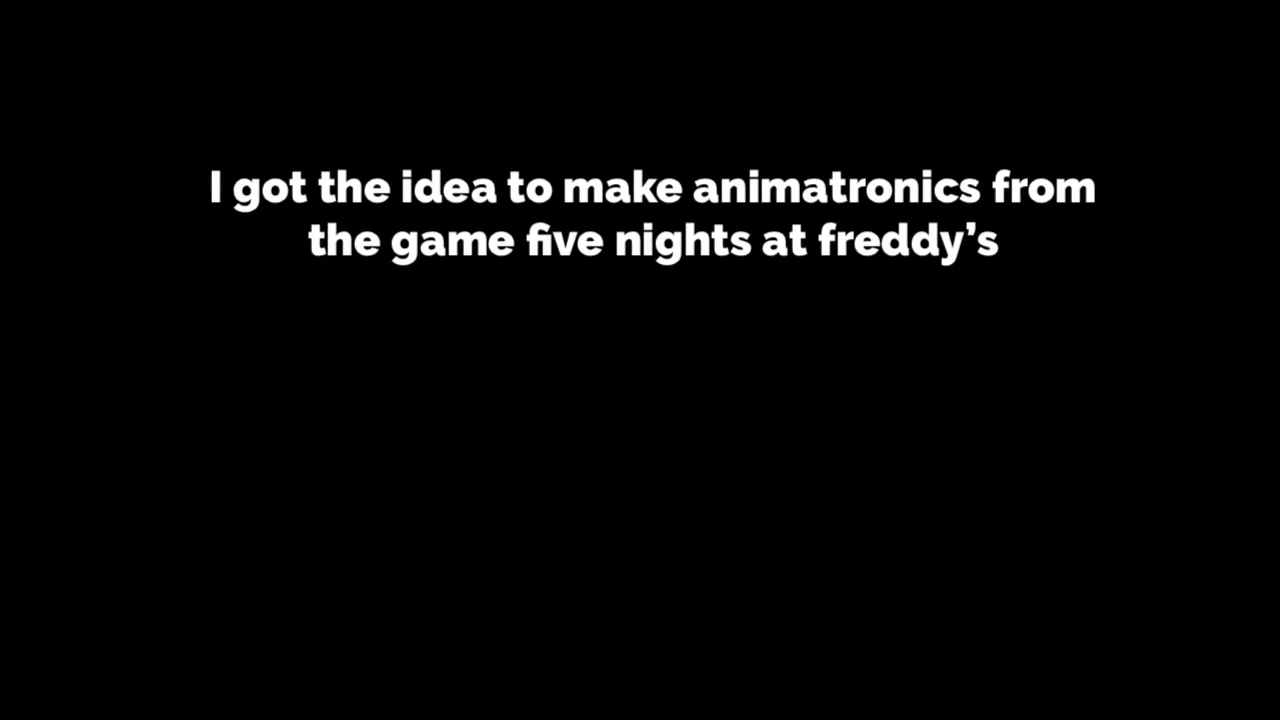 I got the idea to make animatronics from
the game five nights at freddy’s